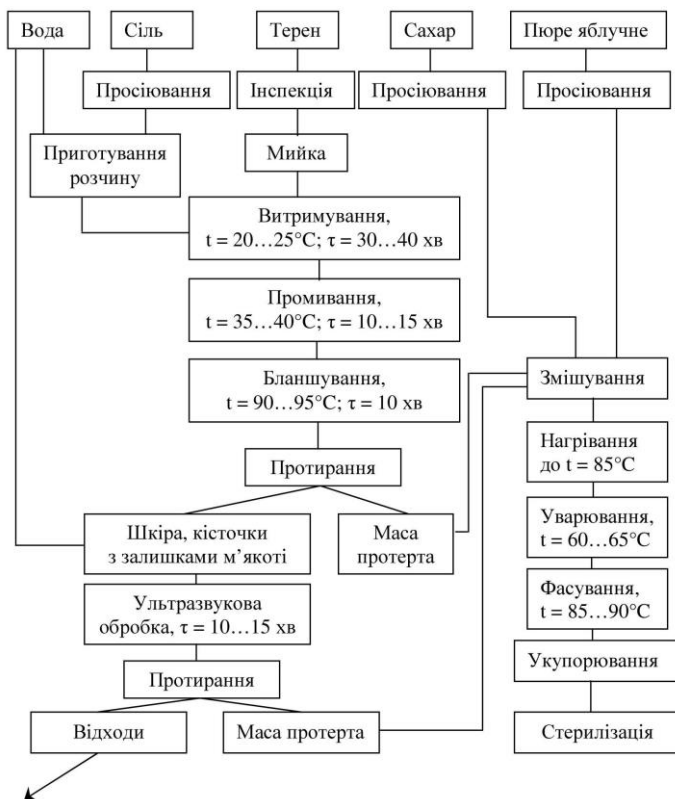 Вода
Сіль
Терен
Сахар
Пюре яблучне
Просіювання
Інспекція
Просіювання
Просіювання
Приготування
розчину
Мийка
Витримування,
t = 20…25°C; τ = 30…40 хв
Промивання,
t = 35…40°C; τ = 10…15 хв
Бланшування,
t = 90…95°C; τ = 10 хв
Змішування
Протирання
Нагрівання
до t = 85°C
Шкіра, кісточки
з залишками м’якоті
Маса
протерта
Уварювання,
t = 60…65°C
Ультразвукова
обробка, τ = 10…15 хв
Фасування,
t = 85…90°C
Протирання
Укупорювання
Відходи
Маса протерта
Стерилізація